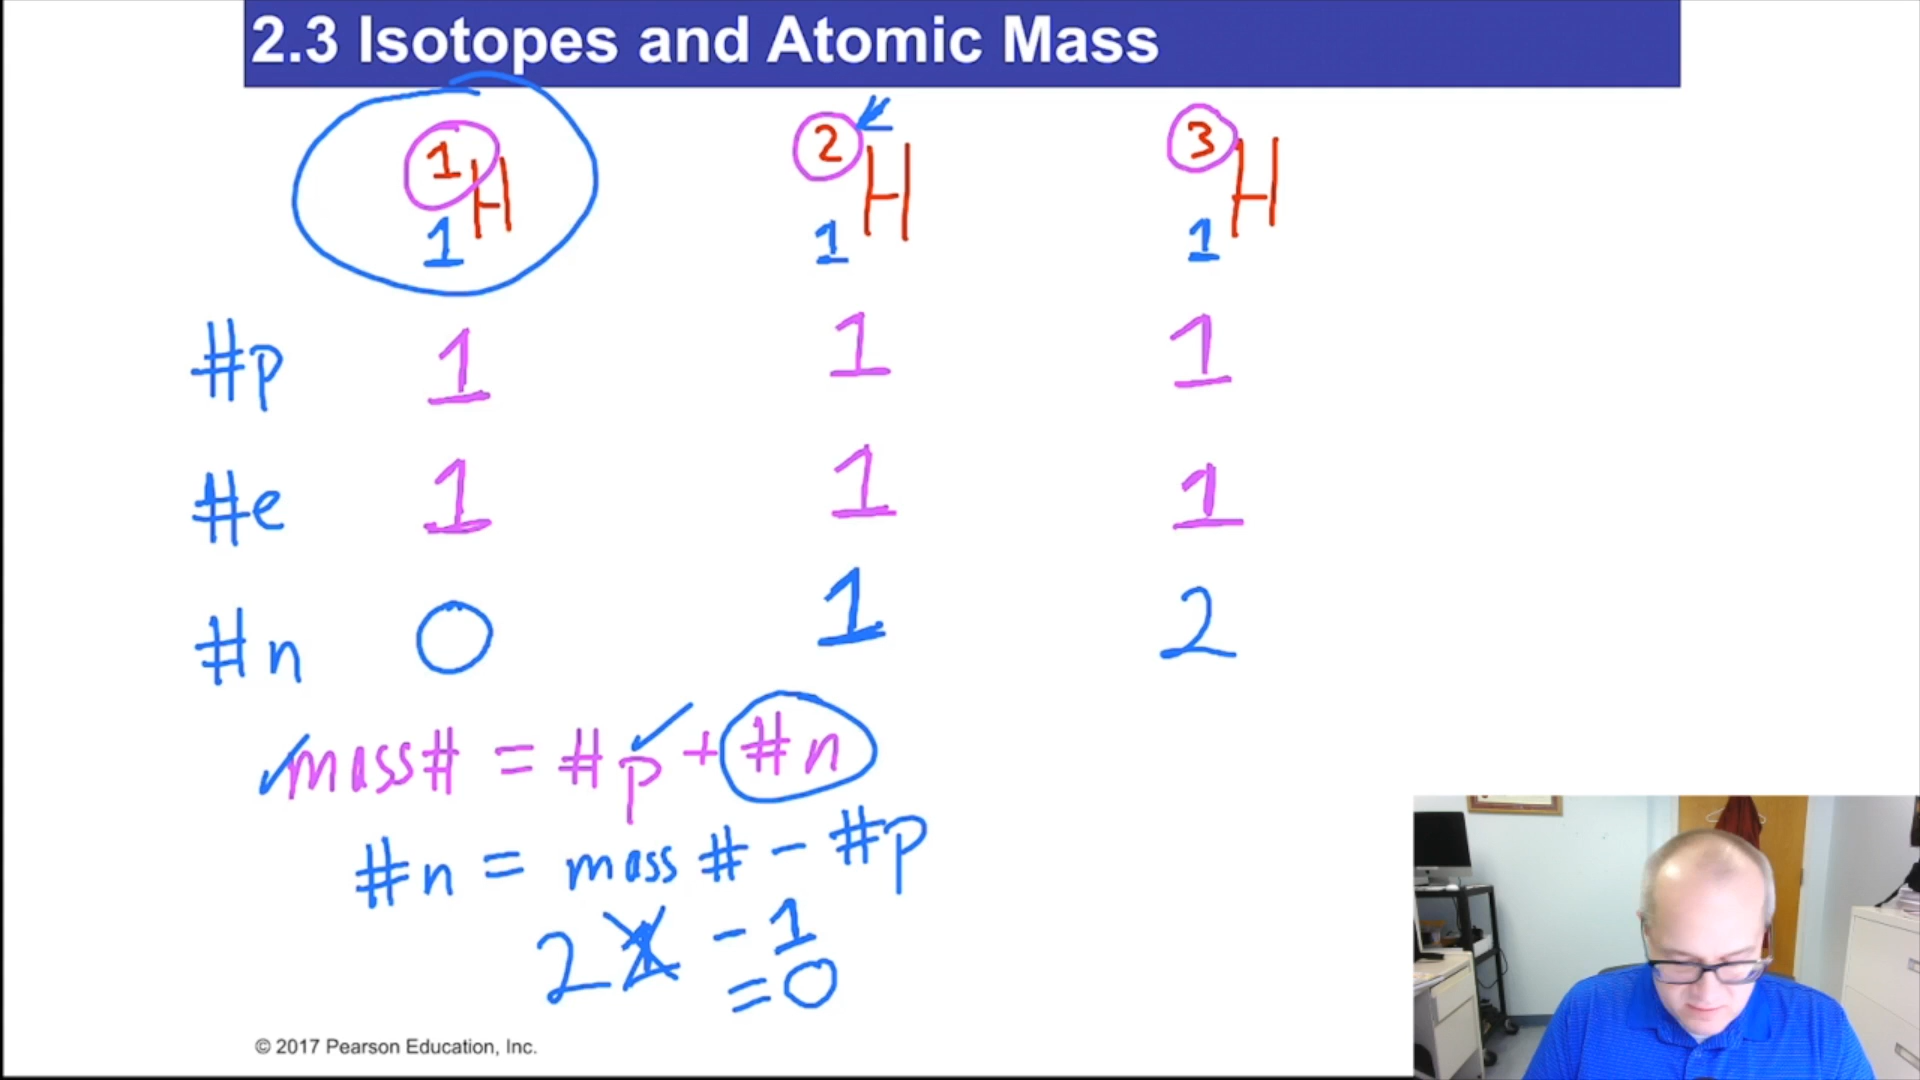 2.3 Isotopes and Atomic Mass
1 2 3
H H H
1 1 1
#p 1 1 1
#e 1 1 1
#n 0 1 2
mass# = #p + #n
#n = mass # - #p
2 1 - 1
= 0
© 2017 Pearson Education, Inc.